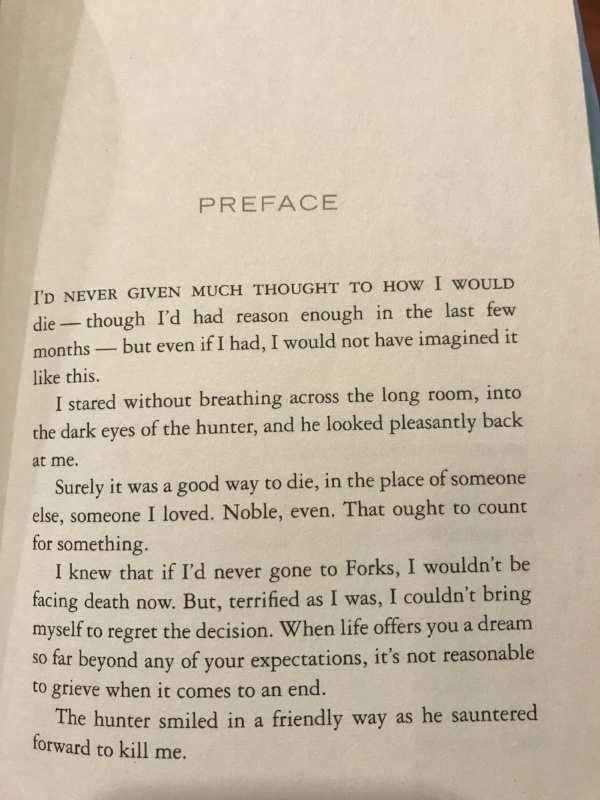 PREFACE
I'D NEVER GIVEN MUCH THOUGHT TO HOW I WOULD
die — though I'd had reason enough in the last few
months — but even if I had, I would not have imagined it
like this.
I stared without breathing across the long room, into
the dark eyes of the hunter, and he looked pleasantly back
at me.
Surely it was a good way to die, in the place of someone
else, someone I loved. Noble, even. That ought to count
for something.
I knew that if I'd never gone to Forks, I wouldn't be
facing death now. But, terrified as I was, I couldn't bring
myself to regret the decision. When life offers you a dream
so far beyond any of your expectations, it's not reasonable
to grieve when it comes to an end.
The hunter smiled in a friendly way as he sauntered
forward to kill me.